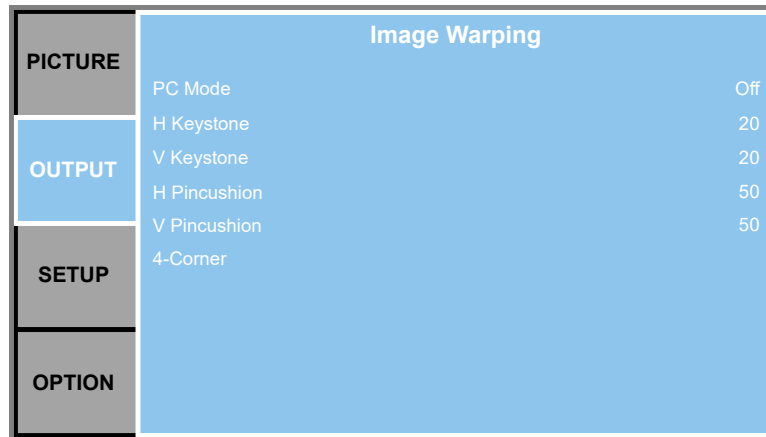 PICTURE
OUTPUT
SETUP
OPTION
Image Warping
PC Mode Off
H Keystone 20
V Keystone 20
H Pincushion 50
V Pincushion 50
4-Corner